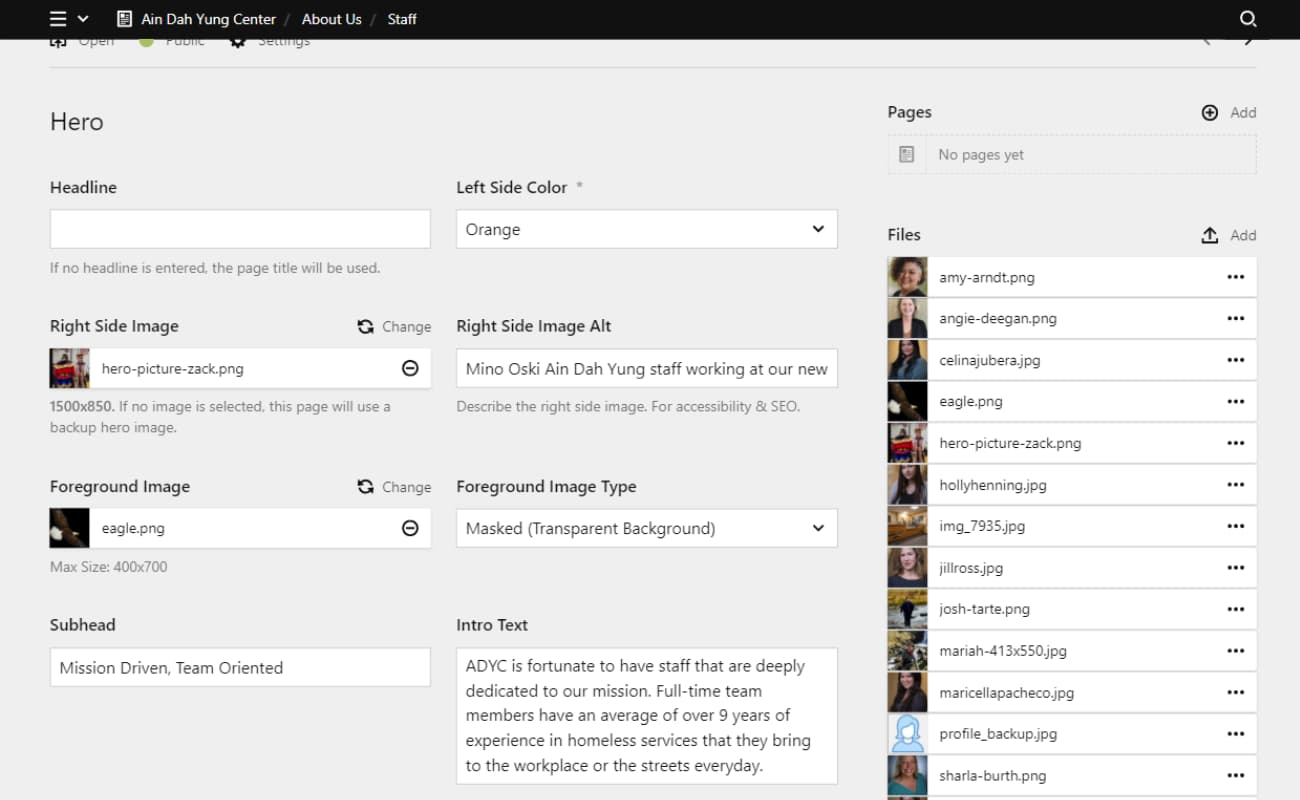 Ain Dah Yung Center / About Us / Staff
Open Public Settings
Hero
Headline
If no headline is entered, the page title will be used.
Left Side Color *
Orange
Right Side Image
Change
hero-picture-zack.png
1500x850. If no image is selected, this page will use a
backup hero image.
Right Side Image Alt
Mino Oski Ain Dah Yung staff working at our new
Describe the right side image. For accessibility & SEO.
Foreground Image
Change
eagle.png
Max Size: 400x700
Foreground Image Type
Masked (Transparent Background)
Subhead
Mission Driven, Team Oriented
Intro Text
ADYC is fortunate to have staff that are deeply
dedicated to our mission. Full-time team
members have an average of over 9 years of
experience in homeless services that they bring
to the workplace or the streets everyday.
Pages
Add
No pages yet
Files
Add
amy-arndt.png
angie-deegan.png
celinajubera.jpg
eagle.png
hero-picture-zack.png
hollyhenning.jpg
img_7935.jpg
jillross.jpg
josh-tarte.png
mariah-413x550.jpg
maricellapacheco.jpg
profile_backup.jpg
sharla-burth.png